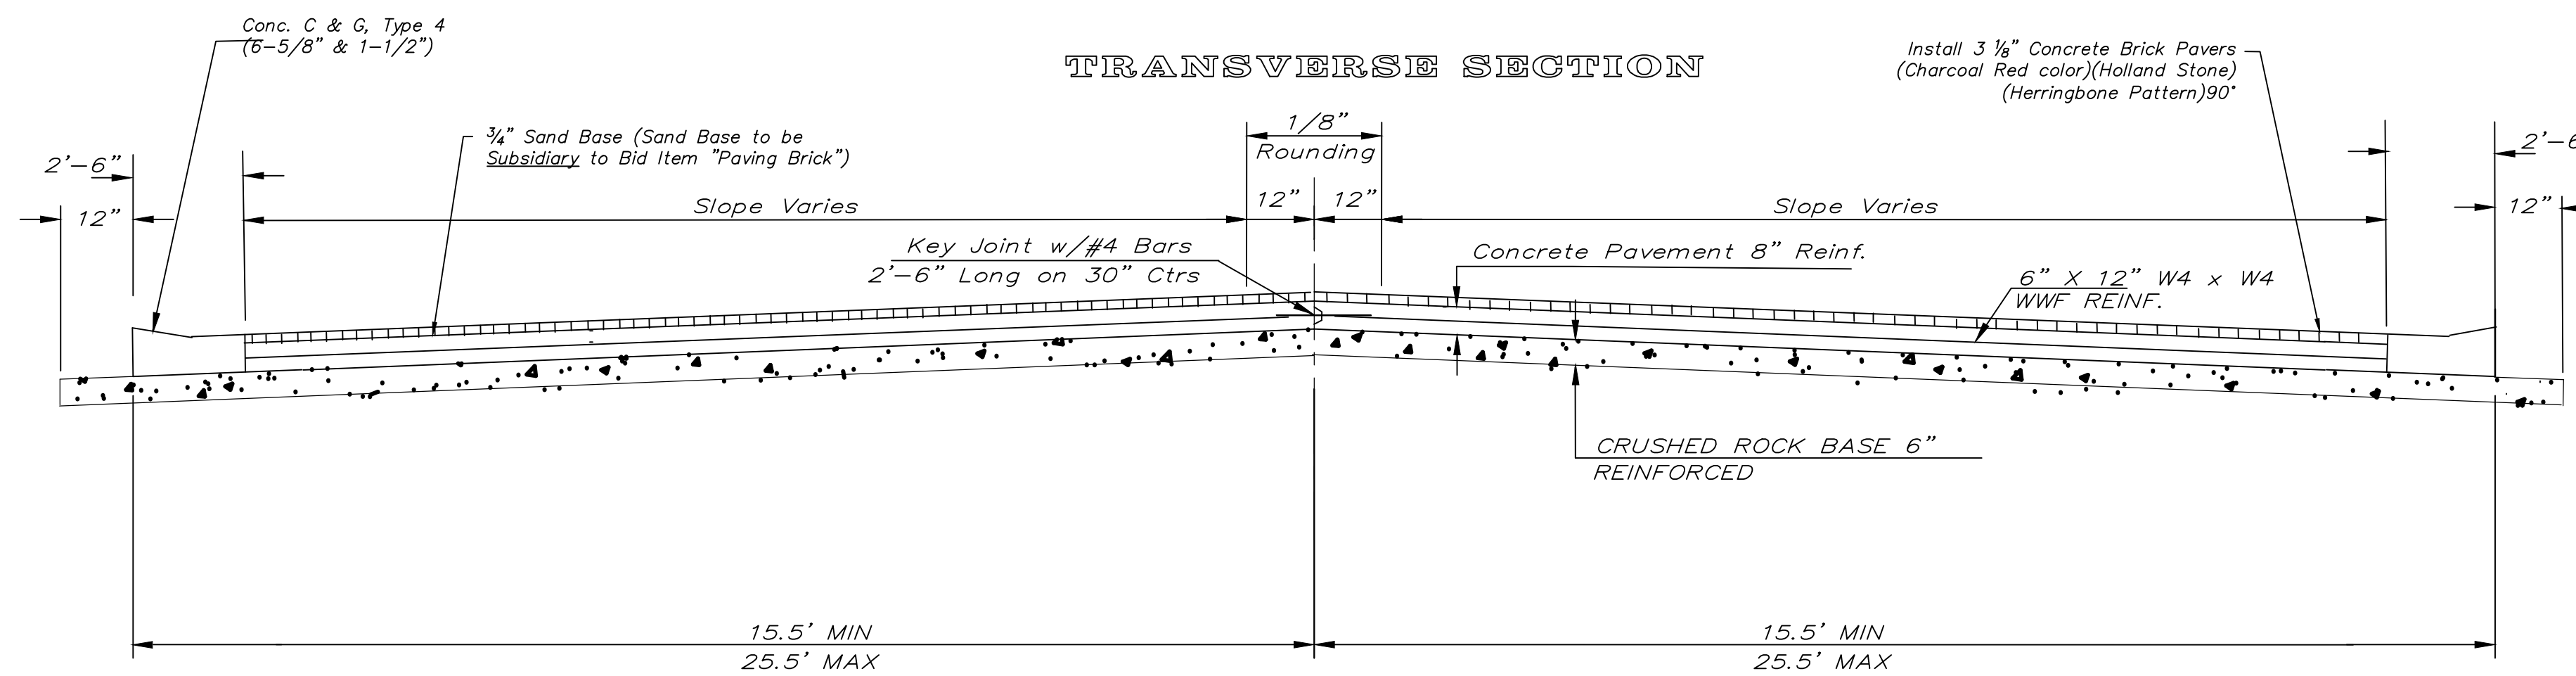 Conc. C & G, Type 4
(6-5/8" & 1-1/2")
TRANSVERSE SECTION
Install 3 ⅛" Concrete Brick Pavers
(Charcoal Red color)(Holland Stone)
(Herringbone Pattern)90°
¾" Sand Base (Sand Base to be
Subsidiary to Bid Item "Paving Brick")
1/8"
Rounding
2'-6"
2'-6
12"
Slope Varies
12"
12"
Slope Varies
12"
Key Joint w/#4 Bars
2'-6" Long on 30" Ctrs
Concrete Pavement 8" Reinf.
6" X 12" W4 x W4
WWF REINF.
CRUSHED ROCK BASE 6"
REINFORCED
15.5' MIN
25.5' MAX
15.5' MIN
25.5' MAX